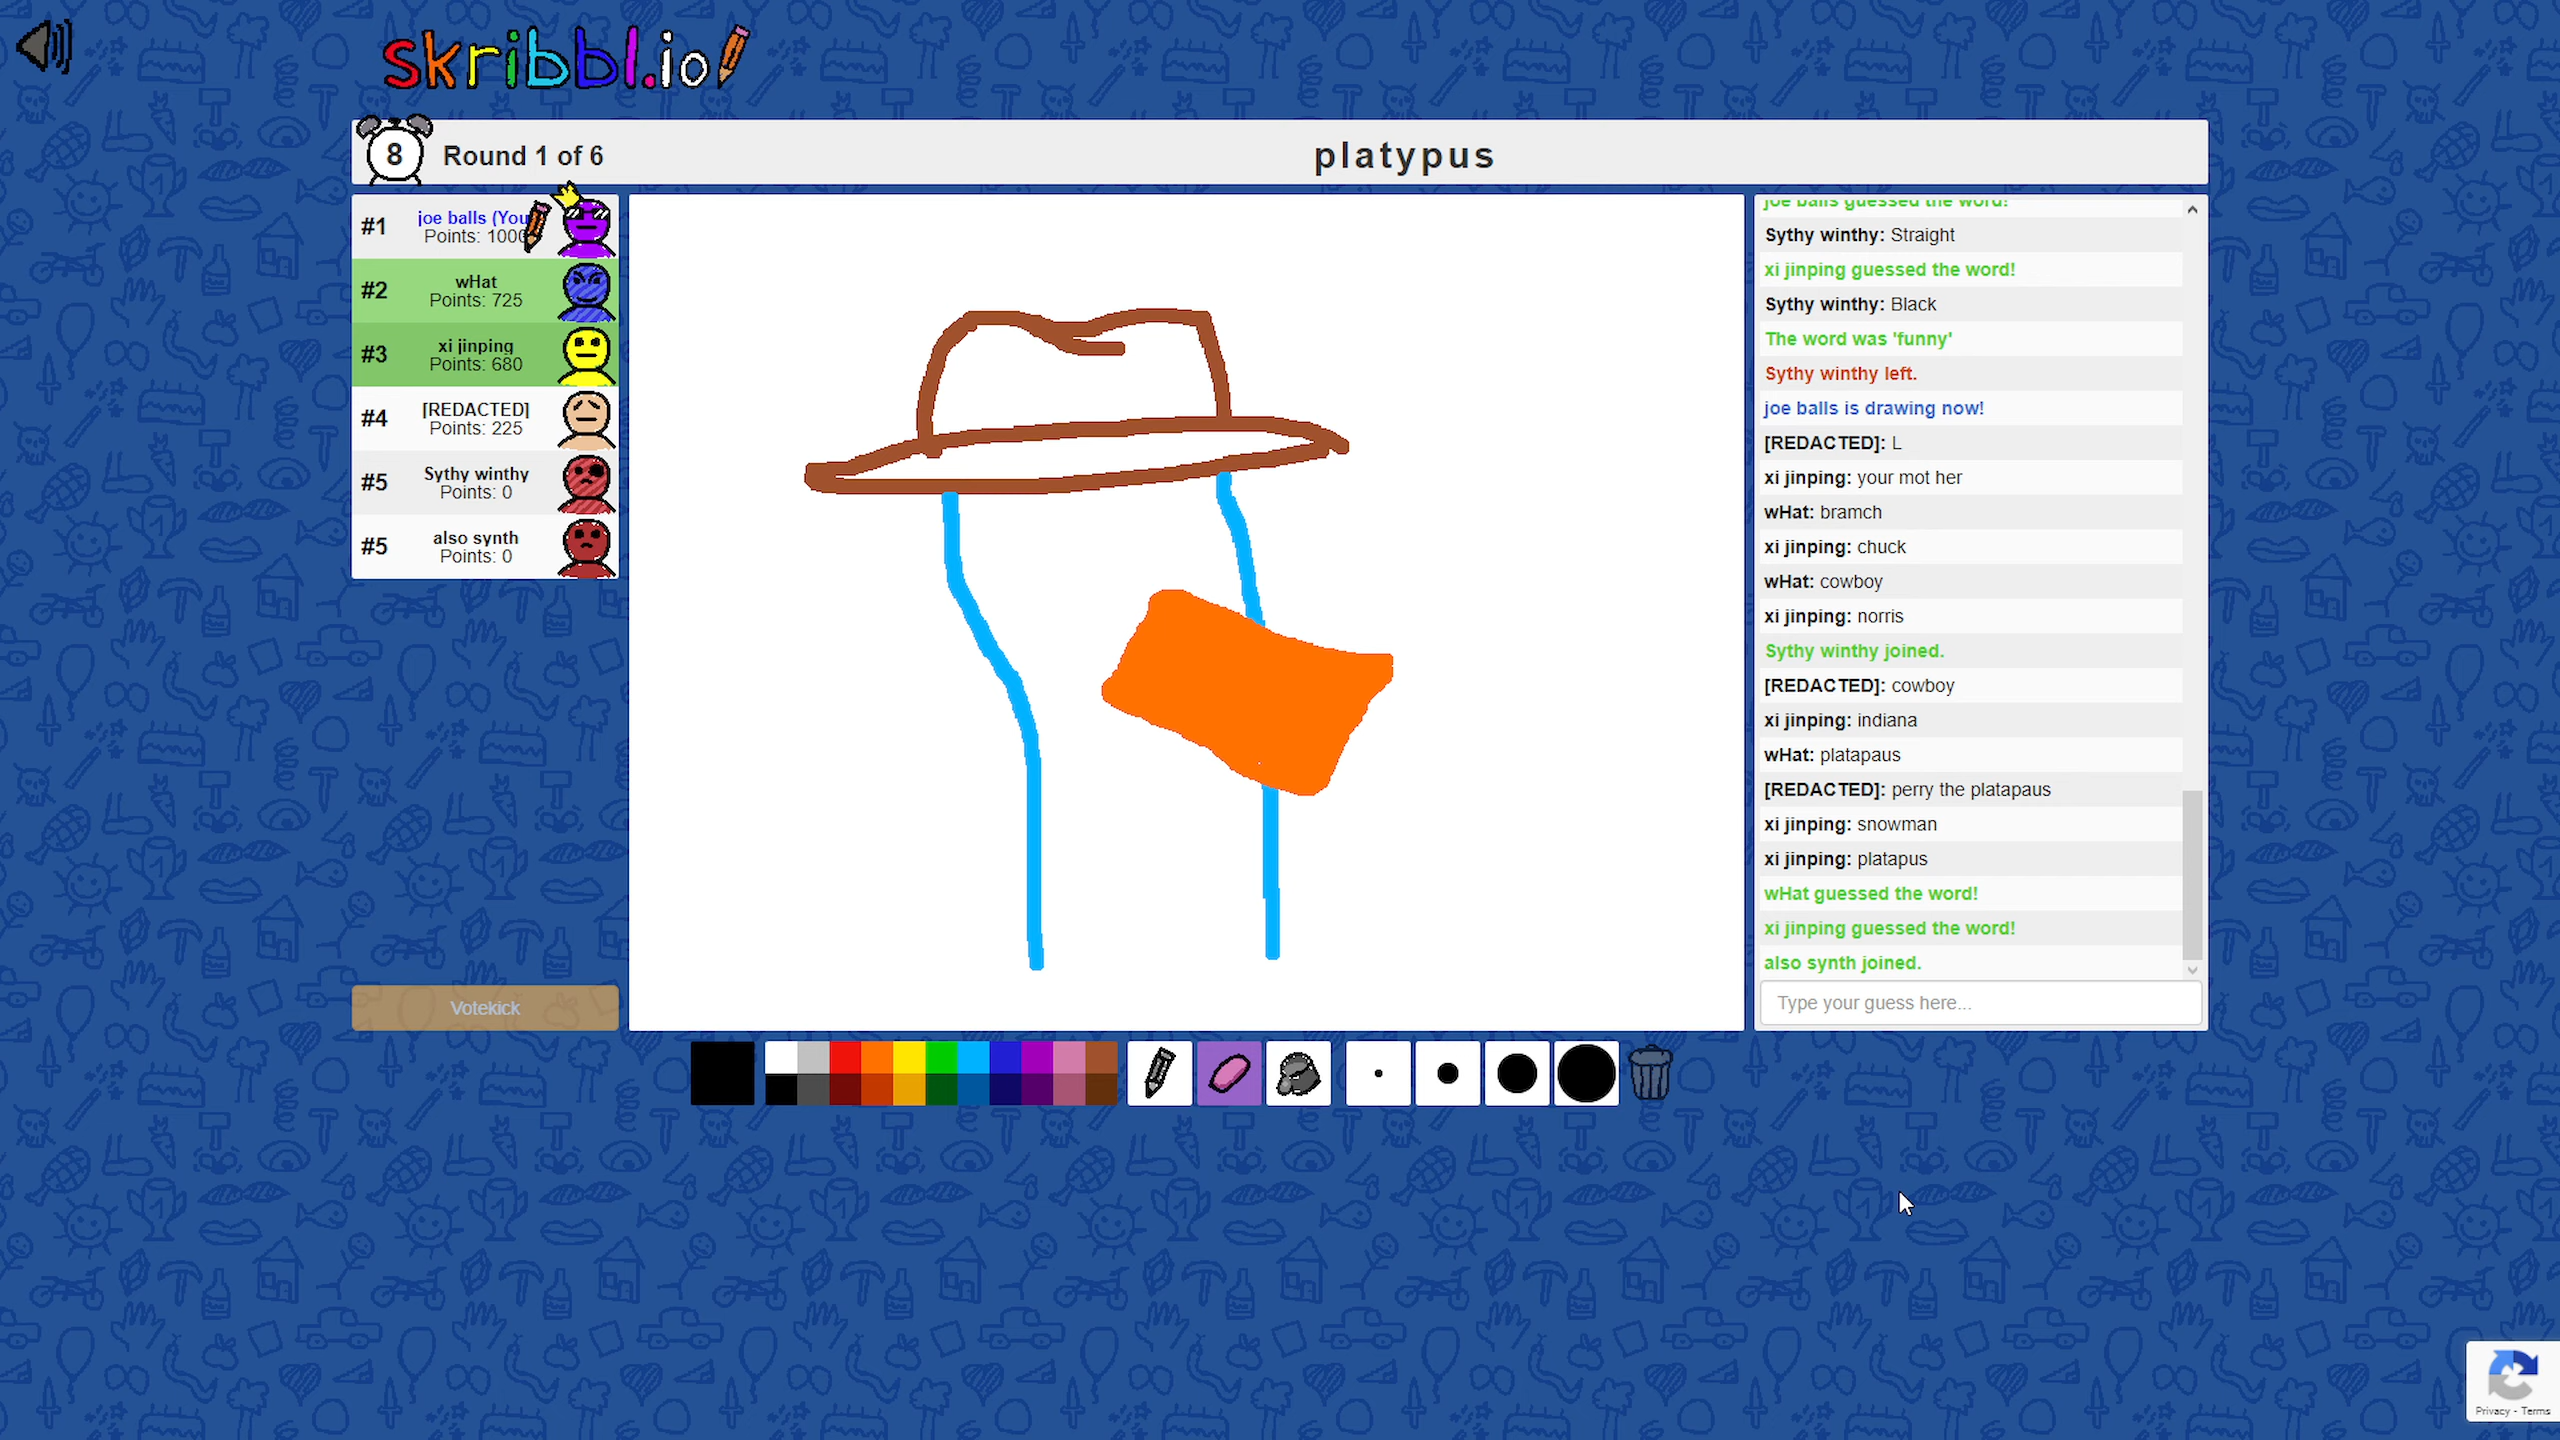 skribbl.io
8
Round 1 of 6
platypus
#1
joe balls (You
Points: 1000
#2
wHat
Points: 725
#3
xi jinping
Points: 680
#4
[REDACTED]
Points: 225
#5
Sythy winthy
Points: 0
#5
also synth
Points: 0
Votekick
joe balls guessed the word!
Sythy winthy: Straight
xi jinping guessed the word!
Sythy winthy: Black
The word was 'funny'
Sythy winthy left.
joe balls is drawing now!
[REDACTED]: L
xi jinping: your mot her
wHat: bramch
xi jinping: chuck
wHat: cowboy
xi jinping: norris
Sythy winthy joined.
[REDACTED]: cowboy
xi jinping: indiana
wHat: platapaus
[REDACTED]: perry the platapaus
xi jinping: snowman
xi jinping: platapus
wHat guessed the word!
xi jinping guessed the word!
also synth joined.
Type your guess here...
Privacy - Terms